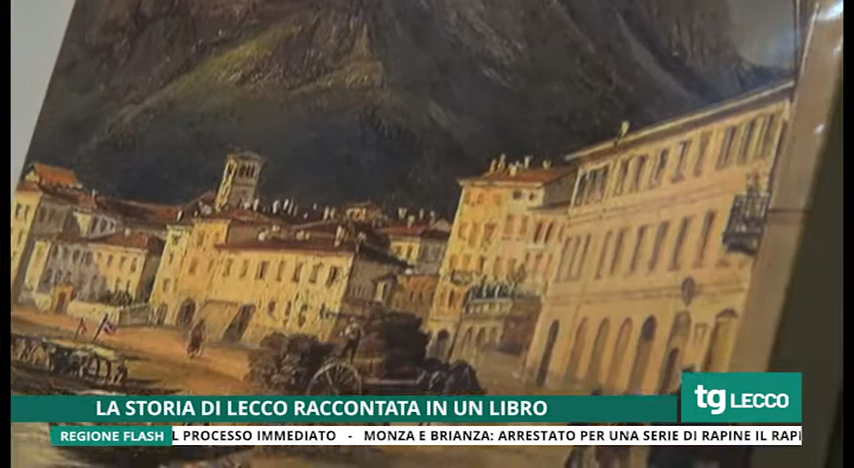 LA STORIA DI LECCO RACCONTATA IN UN LIBRO
tg LECCO
REGIONE FLASH L PROCESSO IMMEDIATO - MONZA E BRIANZA: ARRESTATO PER UNA SERIE DI RAPINE IL RAPI